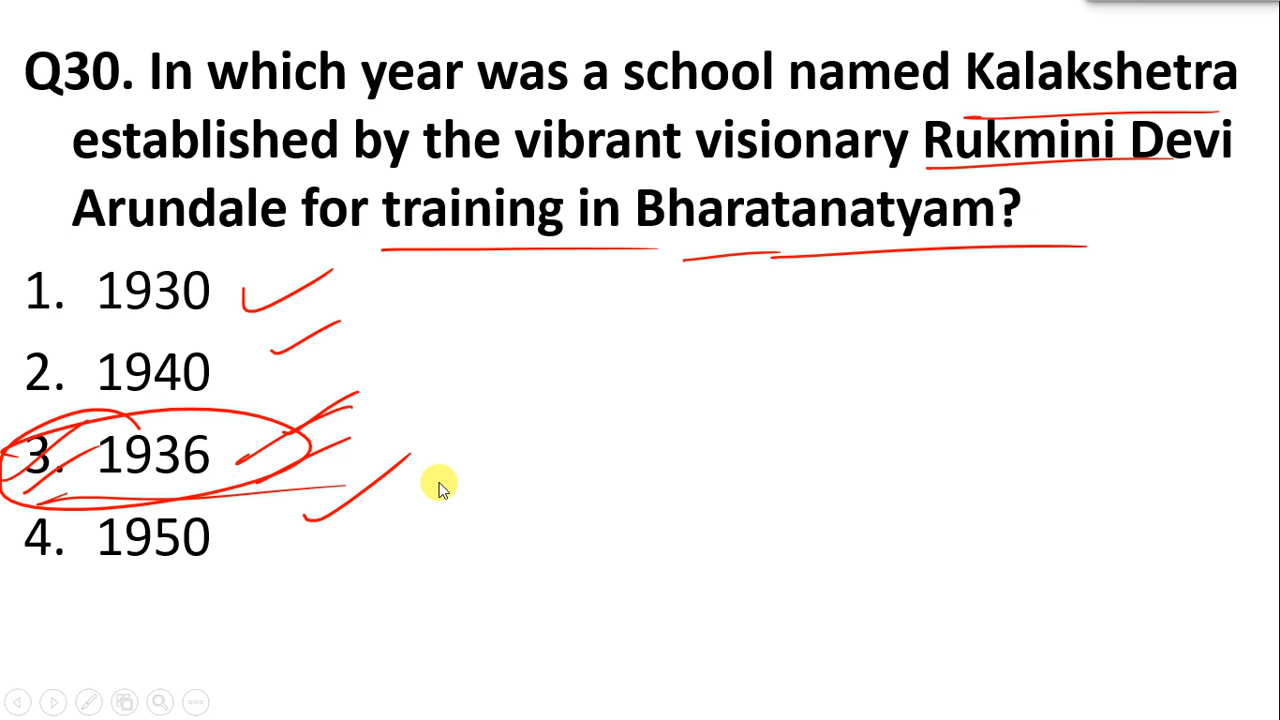 Q30. In which year was a school named Kalakshetra
established by the vibrant visionary Rukmini Devi
Arundale for training in Bharatanatyam?
1. 1930
2. 1940
3. 1936
4. 1950